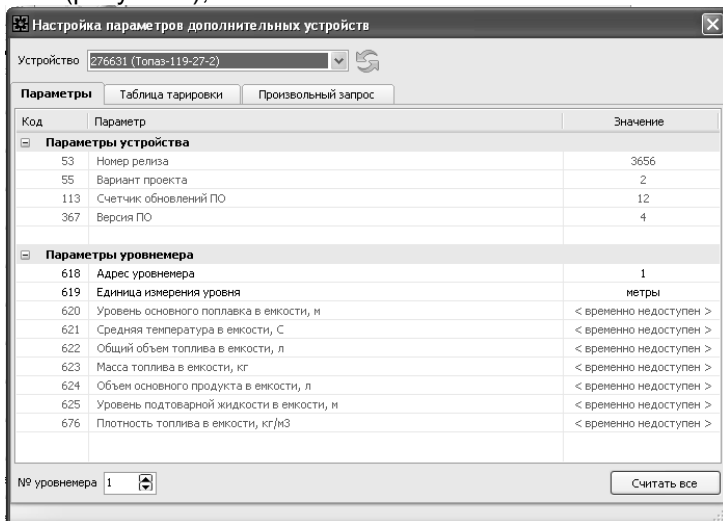 Настройка параметров дополнительных устройств
Устройство 276631 (Топаз-119-27-2)
Параметры Таблица тарировки Произвольный запрос
Код Параметр Значение
Параметры устройства
53 Номер релиза 3656
55 Вариант проекта 2
113 Счетчик обновлений ПО 12
367 Версия ПО 4
Параметры уровнемера
618 Адрес уровнемера 1
619 Единица измерения уровня метры
620 Уровень основного поплавка в емкости, м < временно недоступен >
621 Средняя температура в емкости, С < временно недоступен >
622 Общий объем топлива в емкости, л < временно недоступен >
623 Масса топлива в емкости, кг < временно недоступен >
624 Объем основного продукта в емкости, л < временно недоступен >
625 Уровень подтоварной жидкости в емкости, м < временно недоступен >
676 Плотность топлива в емкости, кг/м3 < временно недоступен >
№ уровнемера 1 Считать все